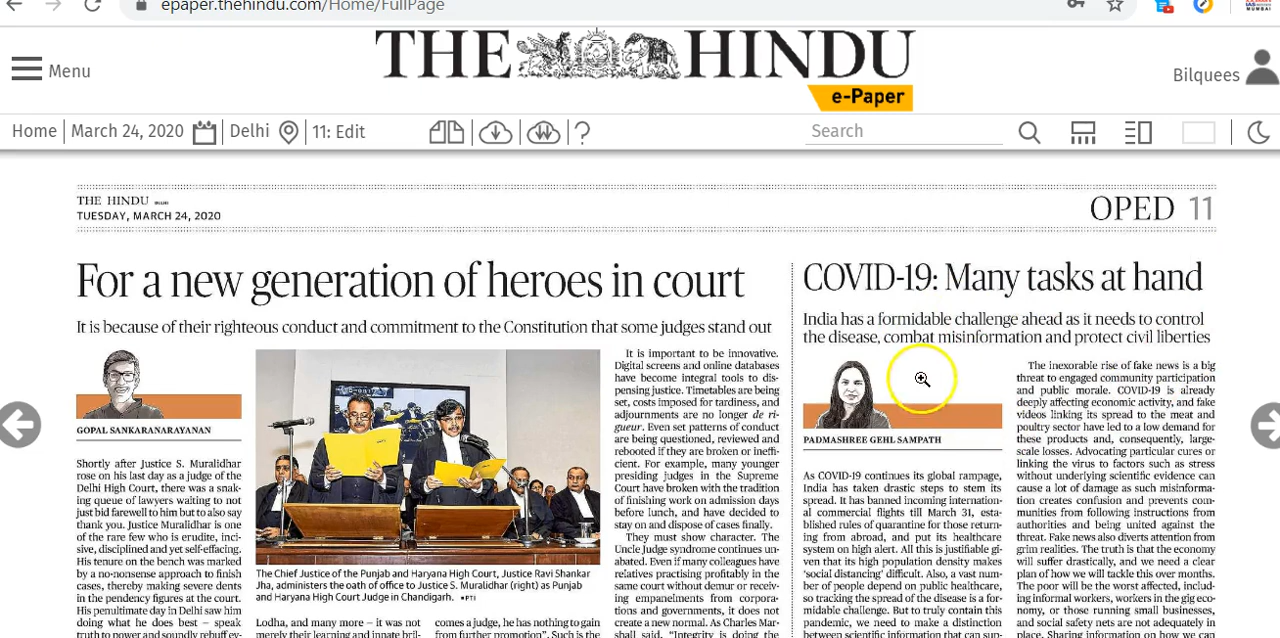 epaper.thehindu.com/Home/FullPage
Menu
THE HINDU
e-Paper
Bilquees
Home
March 24, 2020
Delhi
11: Edit
?
Search
THE HINDU
TUESDAY, MARCH 24, 2020
OPED 11
For a new generation of heroes in court
It is because of their righteous conduct and commitment to the Constitution that some judges stand out
GOPAL SANKARANARAYANAN
Shortly after Justice S. Muralidhar
rose on his last day as a judge of the
Delhi High Court, there was a snak-
ing queue of lawyers waiting to not
just bid farewell to him but to also say
thank you. Justice Muralidhar is one
of the rare few who is erudite, inci-
sive, disciplined and yet self-effacing.
His tenure on the bench was marked
by a no-nonsense approach to finish
cases, thereby making severe dents
in the pendency figures at the court.
His penultimate day in Delhi saw him
doing what he does best – speak
truth to power and soundly rebuff ev-
The Chief Justice of the Punjab and Haryana High Court, Justice Ravi Shankar
Jha, administers the oath of office to Justice S. Muralidhar (right) as Punjab
and Haryana High Court Judge in Chandigarh. •PTI
Lodha, and many more – it was not
merely their learning and innate bril-
comes a judge, he has nothing to gain
from further promotion”. Such is the
It is important to be innovative.
Digital screens and online databases
have become integral tools to dis-
pensing justice. Timetables are being
set, costs imposed for tardiness, and
adjournments are no longer de ri-
gueur. Even set patterns of conduct
are being questioned, reviewed and
rebooted if they are broken or ineffi-
cient. For example, many younger
presiding judges in the Supreme
Court have broken with the tradition
of finishing work on admission days
before lunch, and have decided to
stay on and dispose of cases finally.
They must show character. The
Uncle Judge syndrome continues un-
abated. Even if many colleagues have
relatives practising profitably in the
same court without demur or receiv-
ing empanelments from corpora-
tions and governments, it does not
create a new normal. As Charles Mar-
shall said, “Integrity is doing the
COVID-19: Many tasks at hand
India has a formidable challenge ahead as it needs to control
the disease, combat misinformation and protect civil liberties
PADMASHREE GEHL SAMPATH
As COVID-19 continues its global rampage,
India has taken drastic steps to stem its
spread. It has banned incoming internation-
al commercial flights till March 31, esta-
blished rules of quarantine for those return-
ing from abroad, and put its healthcare
system on high alert. All this is justifiable gi-
ven that its high population density makes
‘social distancing’ difficult. Also, a vast num-
ber of people depend on public healthcare,
so tracking the spread of the disease is a for-
midable challenge. But to truly contain this
pandemic, we need to make a distinction
between scientific information that can sup-
The inexorable rise of fake news is a big
threat to engaged community participation
and public morale. COVID-19 is already
deeply affecting economic activity, and fake
videos linking its spread to the meat and
poultry sector have led to a low demand for
these products and, consequently, large-
scale losses. Advocating particular cures or
linking the virus to factors such as stress
without underlying scientific evidence can
cause a lot of damage as such misinforma-
tion creates confusion and prevents com-
munities from following instructions from
authorities and being united against the
threat. Fake news also diverts attention from
grim realities. The truth is that the economy
will suffer drastically, and we need a clear
plan of how we will tackle this over months.
The poor will be the worst affected, includ-
ing informal workers, workers in the gig eco-
nomy, or those running small businesses,
and social safety nets are not adequately in
place. Sharing information on how we can